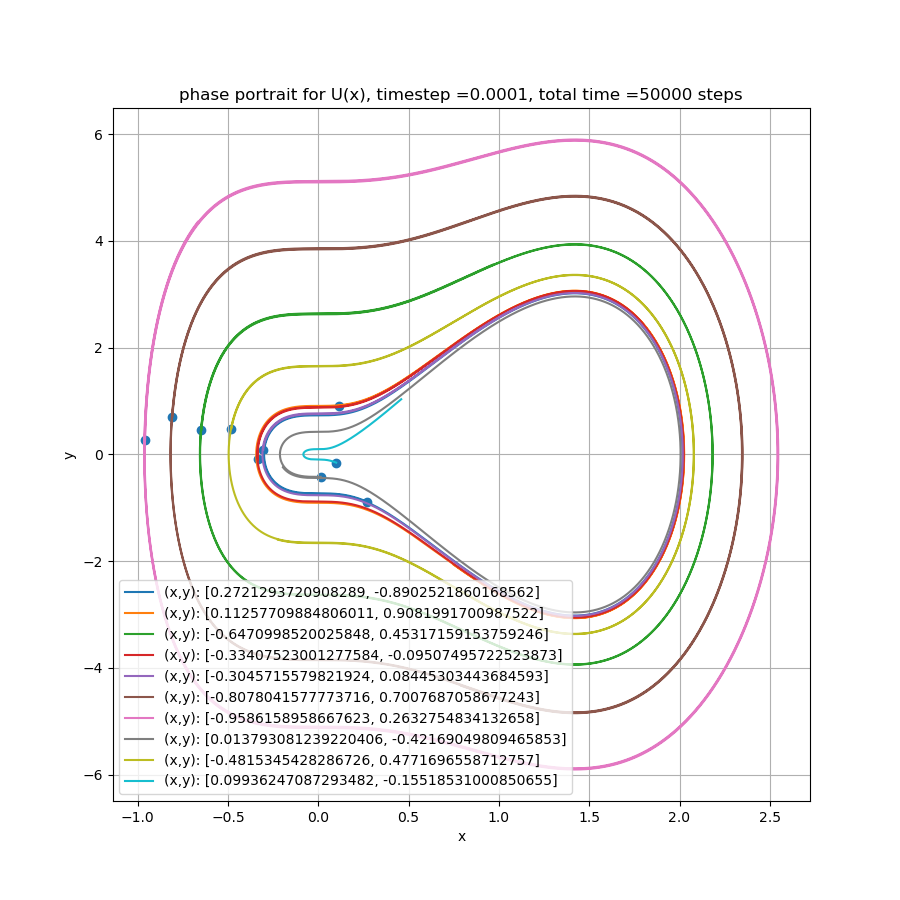 phase portrait for U(x), timestep =0.0001, total time =50000 steps
6
4
2
0
−2
−4
−6
y
(x,y): [0.2721293720908289, -0.8902521860168562]
(x,y): [0.11257709884806011, 0.9081991700987522]
(x,y): [-0.6470998520025848, 0.45317159153759246]
(x,y): [-0.33407523001277584, -0.09507495722523873]
(x,y): [-0.3045715579821924, 0.08445303443684593]
(x,y): [-0.8078041577773716, 0.7007687058677243]
(x,y): [-0.9586158958667623, 0.2632754834132658]
(x,y): [0.013793081239220406, -0.42169049809465853]
(x,y): [-0.4815345428286726, 0.4771696558712757]
(x,y): [0.09936247087293482, -0.15518531000850655]
−1.0 −0.5 0.0 0.5 1.0 1.5 2.0 2.5
x